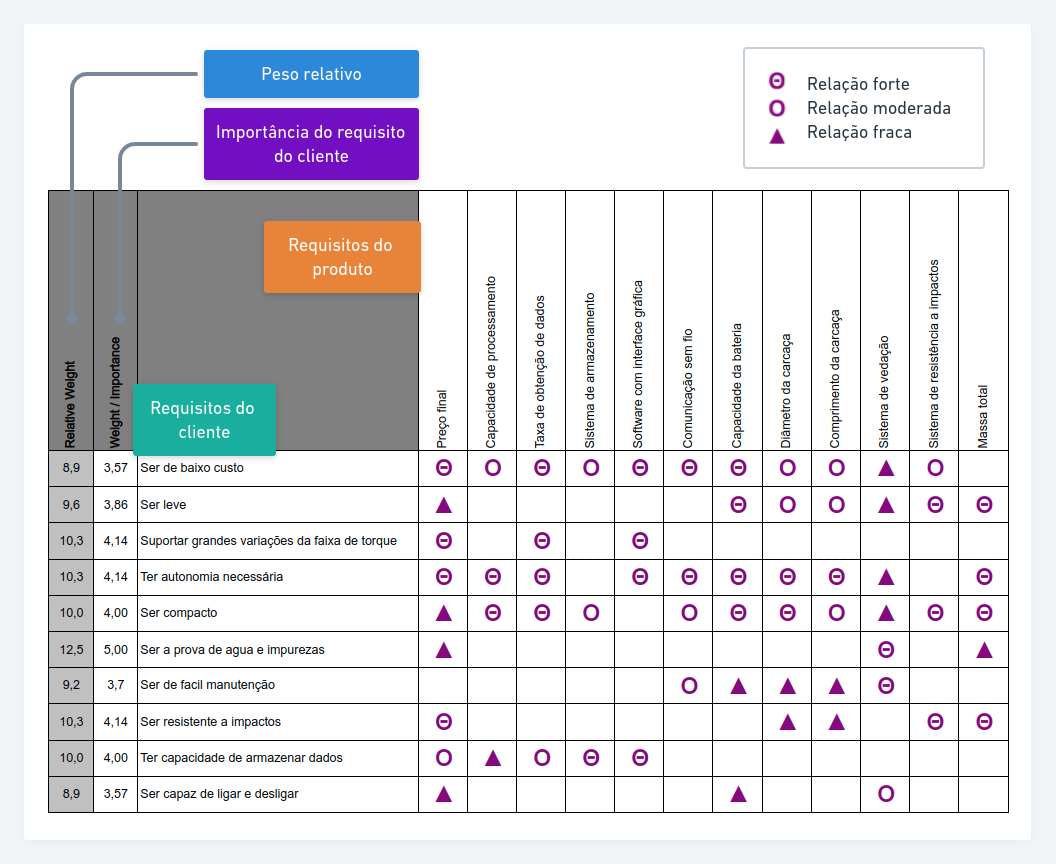 Peso relativo
Importância do requisito
do cliente
Relação forte
Relação moderada
Relação fraca
Requisitos do
produto
Requisitos do
cliente
Relative Weight
Weight / Importance
Preço final
Capacidade de processamento
Taxa de obtenção de dados
Sistema de armazenamento
Software com interface gráfica
Comunicação sem fio
Capacidade da bateria
Diâmetro da carcaça
Comprimento da carcaça
Sistema de vedação
Sistema de resistência a impactos
Massa total
8,9 3,57 Ser de baixo custo Θ O Θ O Θ Θ Θ O O ▲ O
9,6 3,86 Ser leve ▲ Θ O O ▲ Θ Θ
10,3 4,14 Suportar grandes variações da faixa de torque Θ Θ Θ
10,3 4,14 Ter autonomia necessária Θ Θ Θ Θ Θ Θ Θ Θ ▲ Θ
10,0 4,00 Ser compacto ▲ Θ Θ O O Θ Θ O ▲ Θ Θ
12,5 5,00 Ser a prova de agua e impurezas ▲ Θ ▲
9,2 3,7 Ser de facil manutenção O ▲ ▲ ▲ Θ
10,3 4,14 Ser resistente a impactos Θ ▲ ▲ Θ Θ
10,0 4,00 Ter capacidade de armazenar dados O ▲ O Θ Θ
8,9 3,57 Ser capaz de ligar e desligar ▲ ▲ O